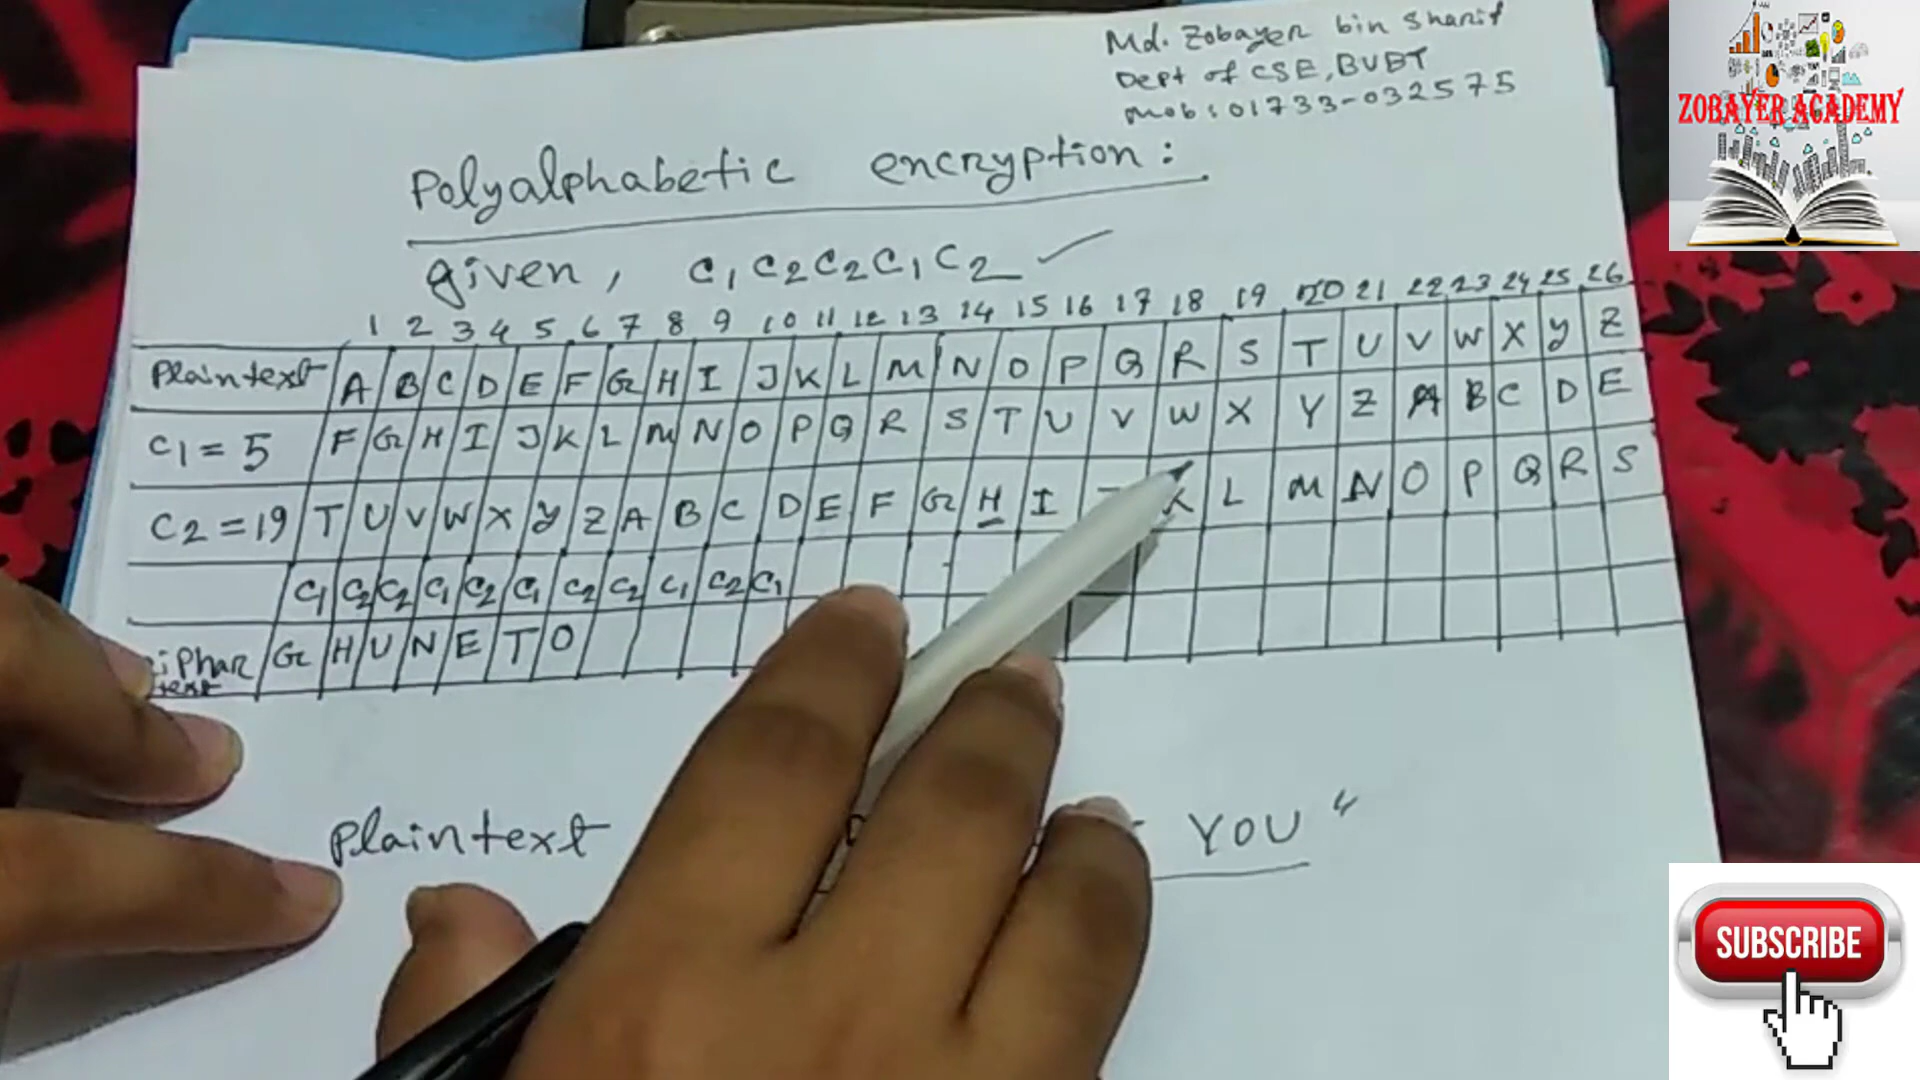 Md. Zobayer bin Sharif
Dept of CSE, BUBT
Mob: 01733-032575
ZOBAYER ACADEMY
Polyalphabetic encryption:
given, C1 C2 C2 C1 C2 ✓
1 2 3 4 5 6 7 8 9 10 11 12 13 14 15 16 17 18 19 20 21 22 23 24 25 26
Plaintext A B C D E F G H I J K L M N O P Q R S T U V W X Y Z
C1 = 5 F G H I J K L M N O P Q R S T U V W X Y Z A B C D E
C2 = 19 T U V W X Y Z A B C D E F G H I K L M N O P Q R S
C1 C2 C2 C1 C2 C1 C2 C2 C1 C2 C1
iphar text G H U N E T O
Plaintext YOU"
SUBSCRIBE